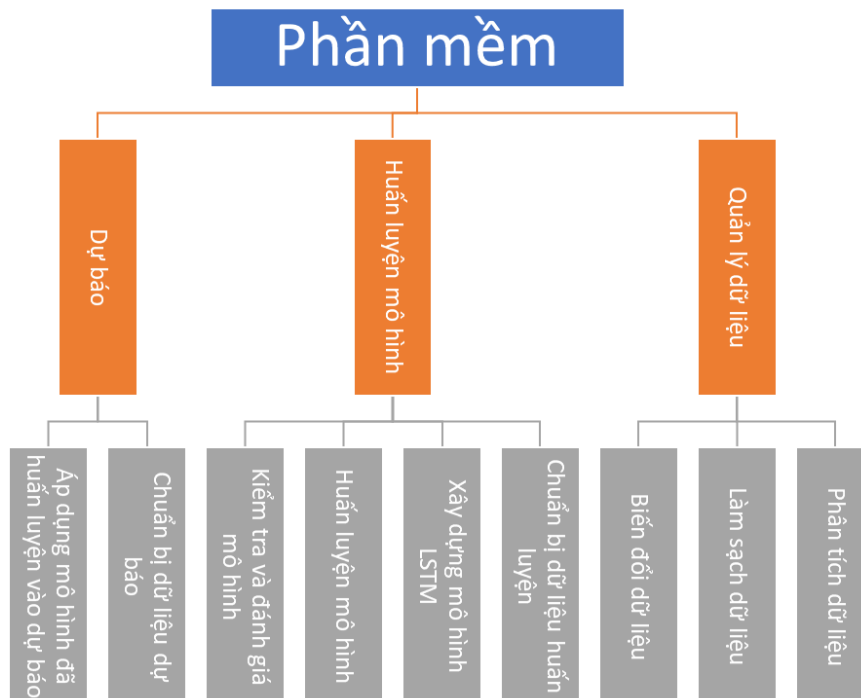 Phần mềm
Dự báo
Huấn luyện mô hình
Quản lý dữ liệu
Áp dụng mô hình đã
huấn luyện vào dự báo
Chuẩn bị dữ liệu dự
báo
Kiểm tra và đánh giá
mô hình
Huấn luyện mô hình
Xây dựng mô hình
LSTM
Chuẩn bị dữ liệu huấn
luyện
Biến đổi dữ liệu
Làm sạch dữ liệu
Phân tích dữ liệu